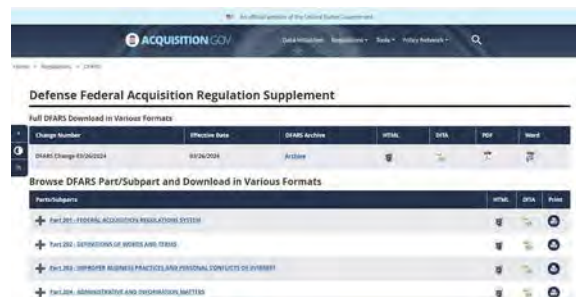 An official website of the United States Government
ACQUISITION.GOV
Data Initiatives Regulations Tools Policy Network
Home > Regulations > DFARS
Defense Federal Acquisition Regulation Supplement
Full DFARS Download in Various Formats
Change Number Effective Date DFARS Archive HTML DITA PDF Word
DFARS Change 03/26/2024 03/26/2024 Archive
Browse DFARS Part/Subpart and Download in Various Formats
Parts/Subparts HTML DITA Print
Part 201 - FEDERAL ACQUISITION REGULATIONS SYSTEM
Part 202 - DEFINITIONS OF WORDS AND TERMS
Part 203 - IMPROPER BUSINESS PRACTICES AND PERSONAL CONFLICTS OF INTEREST
Part 204 - ADMINISTRATIVE AND INFORMATION MATTERS